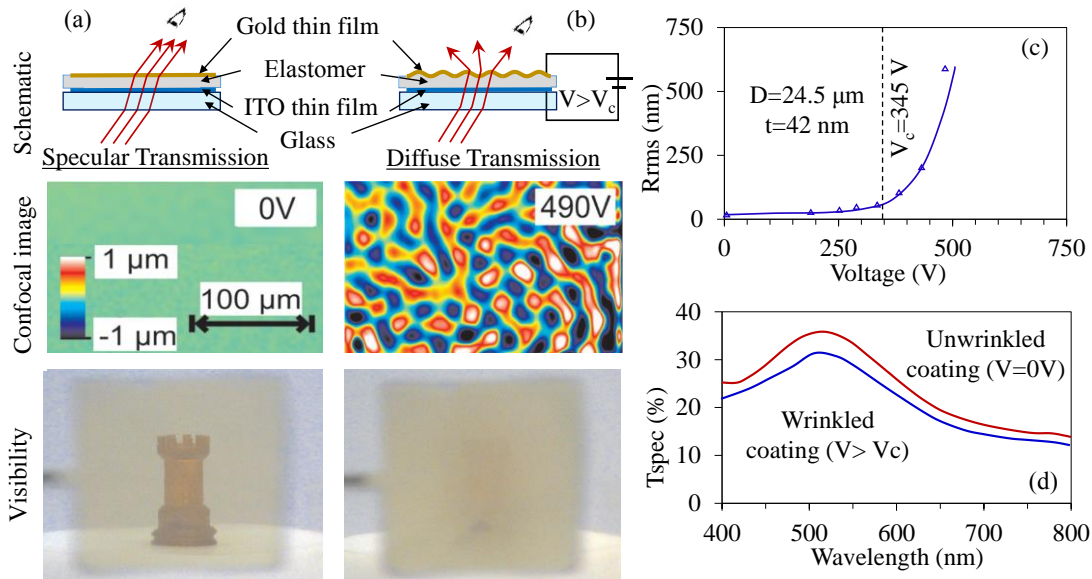 (a)
(b)
Schematic
Gold thin film
Elastomer
ITO thin film
Glass
V>Vc
Specular Transmission
Diffuse Transmission
Confocal image
0V
1 µm
-1 µm
100 µm
490V
Visibility
(c)
Rrms (nm)
750
500
250
0
D=24.5 µm
t=42 nm
Vc=345 V
0
250
500
750
Voltage (V)
Tspec (%)
40
30
20
10
0
Unwrinkled
coating (V=0V)
Wrinkled
coating (V> Vc)
(d)
400
500
600
700
800
Wavelength (nm)